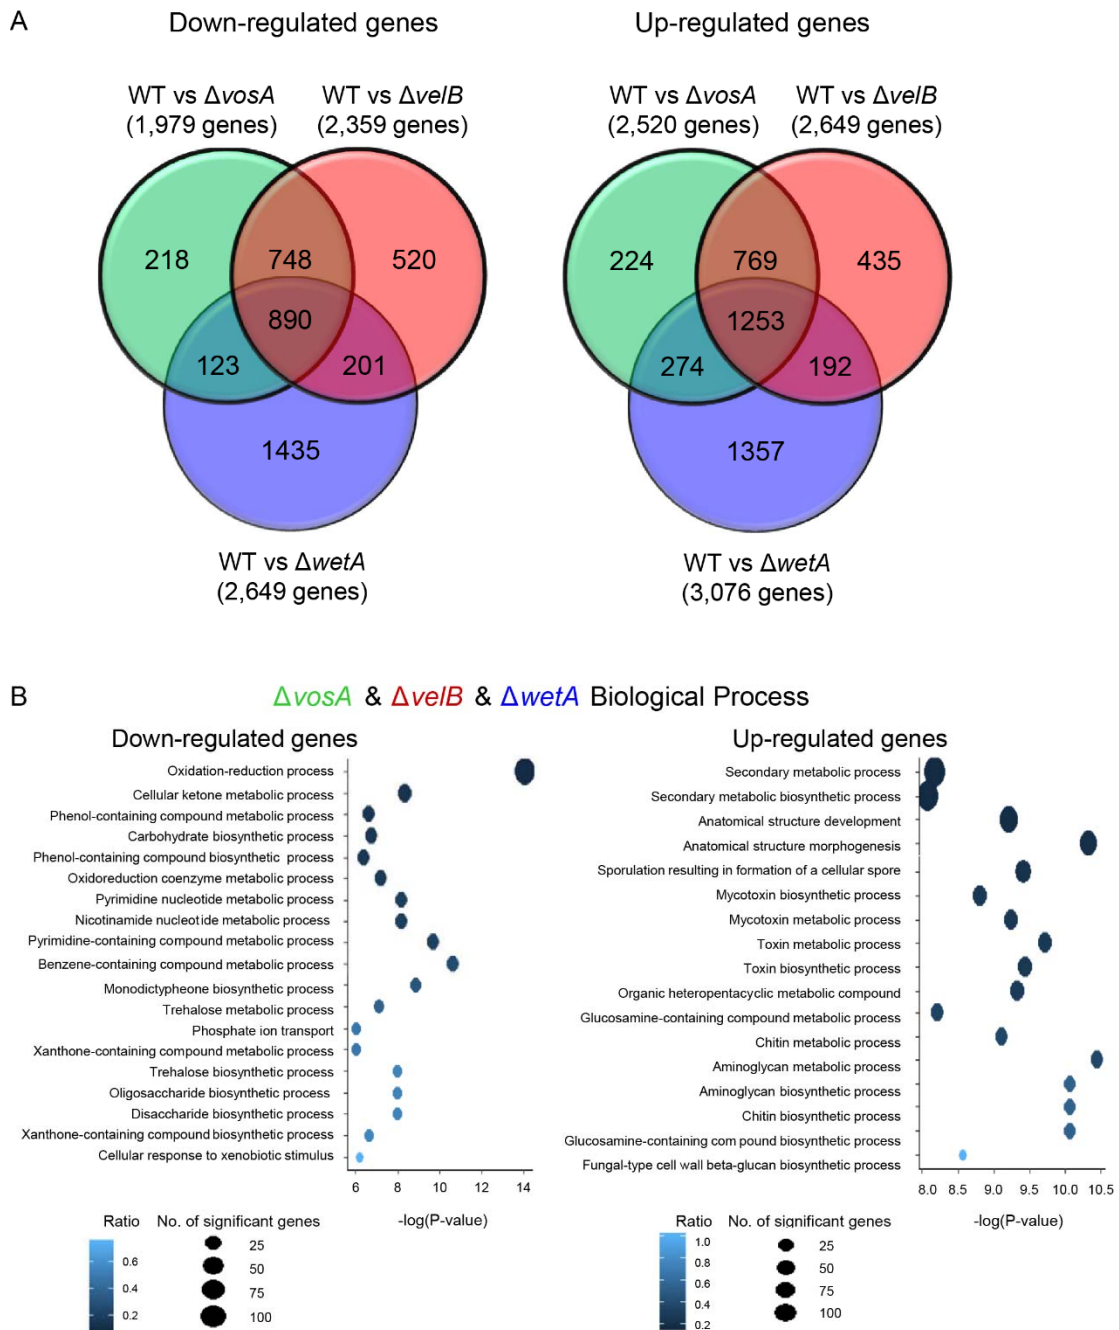 A
Down-regulated genes
Up-regulated genes
WT vs ΔvosA
(1,979 genes)
WT vs ΔvelB
(2,359 genes)
WT vs ΔvosA
(2,520 genes)
WT vs ΔvelB
(2,649 genes)
218
748
520
890
123
201
1435
224
769
435
1253
274
192
1357
WT vs ΔwetA
(2,649 genes)
WT vs ΔwetA
(3,076 genes)
B
ΔvosA & ΔvelB & ΔwetA Biological Process
Down-regulated genes
Oxidation-reduction process
Cellular ketone metabolic process
Phenol-containing compound metabolic process
Carbohydrate biosynthetic process
Phenol-containing compound biosynthetic process
Oxidoreduction coenzyme metabolic process
Pyrimidine nucleotide metabolic process
Nicotinamide nucleotide metabolic process
Pyrimidine-containing compound metabolic process
Benzene-containing compound metabolic process
Monodictypheone biosynthetic process
Trehalose metabolic process
Phosphate ion transport
Xanthone-containing compound metabolic process
Trehalose biosynthetic process
Oligosaccharide biosynthetic process
Disaccharide biosynthetic process
Xanthone-containing compound biosynthetic process
Cellular response to xenobiotic stimulus
6 8 10 12 14
-log(P-value)
Ratio
0.6
0.4
0.2
No. of significant genes
25
50
75
100
Up-regulated genes
Secondary metabolic process
Secondary metabolic biosynthetic process
Anatomical structure development
Anatomical structure morphogenesis
Sporulation resulting in formation of a cellular spore
Mycotoxin biosynthetic process
Mycotoxin metabolic process
Toxin metabolic process
Toxin biosynthetic process
Organic heteropentacyclic metabolic compound
Glucosamine-containing compound metabolic process
Chitin metabolic process
Aminoglycan metabolic process
Aminoglycan biosynthetic process
Chitin biosynthetic process
Glucosamine-containing com pound biosynthetic process
Fungal-type cell wall beta-glucan biosynthetic process
8.0 8.5 9.0 9.5 10.0 10.5
-log(P-value)
Ratio
1.0
0.8
0.6
0.4
0.2
No. of significant genes
25
50
75
100